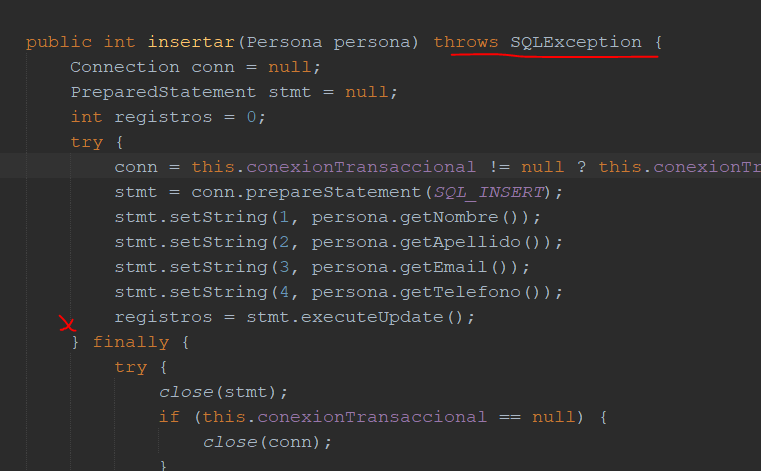 public int insertar(Persona persona) throws SQLException {
Connection conn = null;
PreparedStatement stmt = null;
int registros = 0;
try {
conn = this.conexionTransaccional != null ? this.conexionTr
stmt = conn.prepareStatement(SQL_INSERT);
stmt.setString(1, persona.getNombre());
stmt.setString(2, persona.getApellido());
stmt.setString(3, persona.getEmail());
stmt.setString(4, persona.getTelefono());
registros = stmt.executeUpdate();
} finally {
try {
close(stmt);
if (this.conexionTransaccional == null) {
close(conn);
}